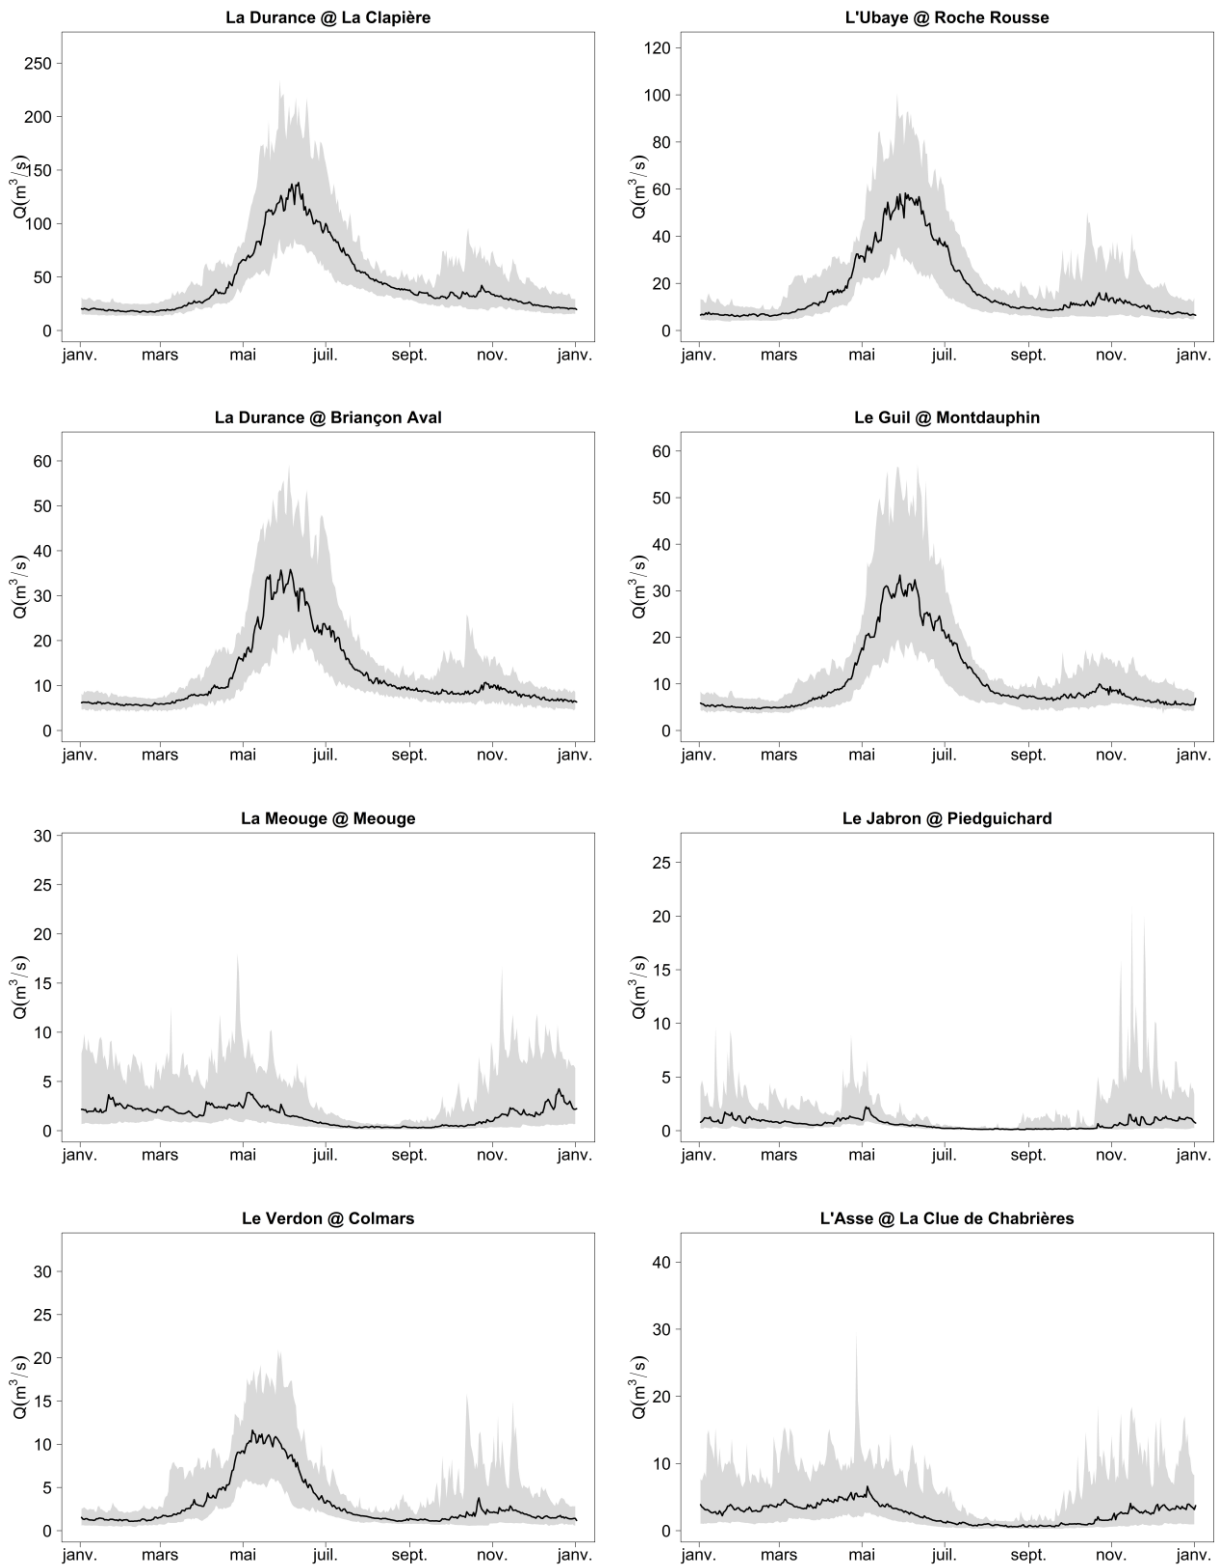 La Durance @ La Clapière
250
200
150
100
50
0
Q(m³/s)
janv. mars mai juil. sept. nov. janv.
L'Ubaye @ Roche Rousse
120
100
80
60
40
20
0
Q(m³/s)
janv. mars mai juil. sept. nov. janv.
La Durance @ Briançon Aval
60
50
40
30
20
10
0
Q(m³/s)
janv. mars mai juil. sept. nov. janv.
Le Guil @ Montdauphin
60
50
40
30
20
10
0
Q(m³/s)
janv. mars mai juil. sept. nov. janv.
La Meouge @ Meouge
30
25
20
15
10
5
0
Q(m³/s)
janv. mars mai juil. sept. nov. janv.
Le Jabron @ Piedguichard
25
20
15
10
5
0
Q(m³/s)
janv. mars mai juil. sept. nov. janv.
Le Verdon @ Colmars
30
25
20
15
10
5
0
Q(m³/s)
janv. mars mai juil. sept. nov. janv.
L'Asse @ La Clue de Chabrières
40
30
20
10
0
Q(m³/s)
janv. mars mai juil. sept. nov. janv.